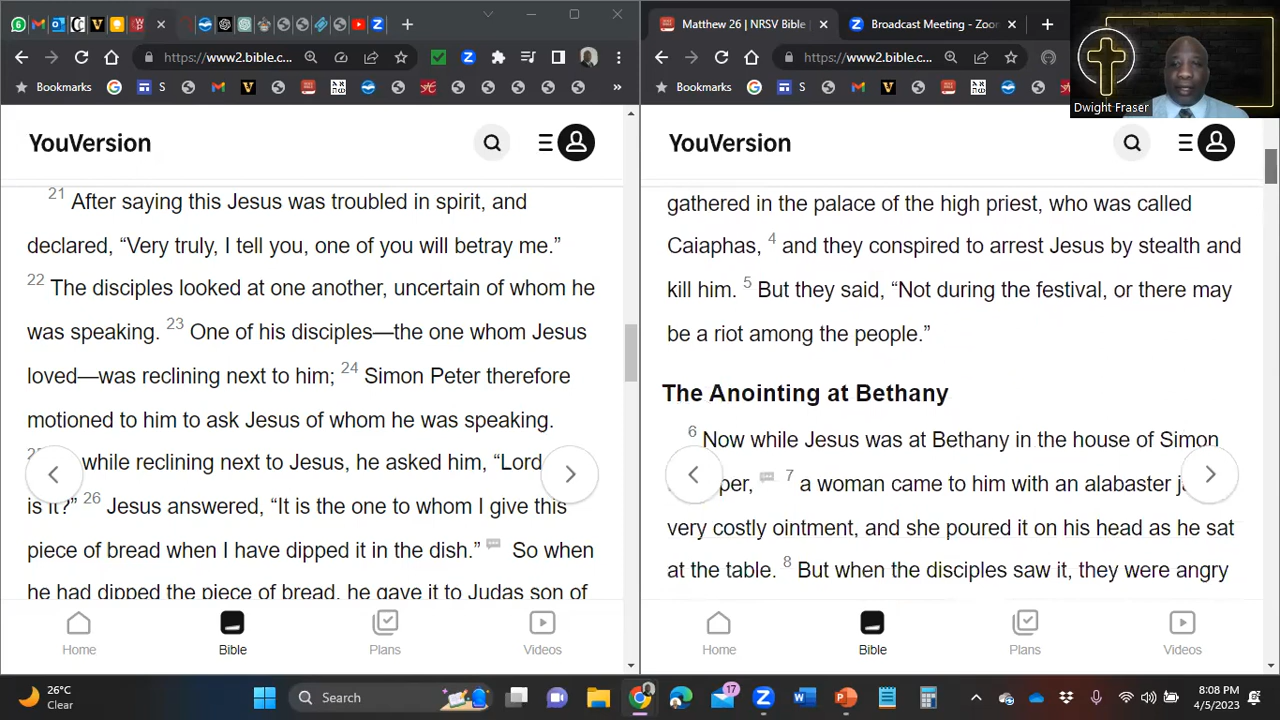 Matthew 26 | NRSV Bible
Broadcast Meeting - Zoo
https://www2.bible.c...
https://www2.bible.c...
Bookmarks
S
»
Bookmarks
S
Dwight Fraser
YouVersion
YouVersion
21 After saying this Jesus was troubled in spirit, and
declared, “Very truly, I tell you, one of you will betray me.”
22 The disciples looked at one another, uncertain of whom he
was speaking. 23 One of his disciples—the one whom Jesus
loved—was reclining next to him; 24 Simon Peter therefore
motioned to him to ask Jesus of whom he was speaking.
while reclining next to Jesus, he asked him, “Lord
is it?” 26 Jesus answered, “It is the one to whom I give this
piece of bread when I have dipped it in the dish.” So when
he had dipped the piece of bread, he gave it to Judas son of
gathered in the palace of the high priest, who was called
Caiaphas, 4 and they conspired to arrest Jesus by stealth and
kill him. 5 But they said, “Not during the festival, or there may
be a riot among the people.”
The Anointing at Bethany
6 Now while Jesus was at Bethany in the house of Simon
per, 7 a woman came to him with an alabaster j
very costly ointment, and she poured it on his head as he sat
at the table. 8 But when the disciples saw it, they were angry
Home
Bible
Plans
Videos
Home
Bible
Plans
Videos
26°C
Clear
Search
17
8:08 PM
4/5/2023